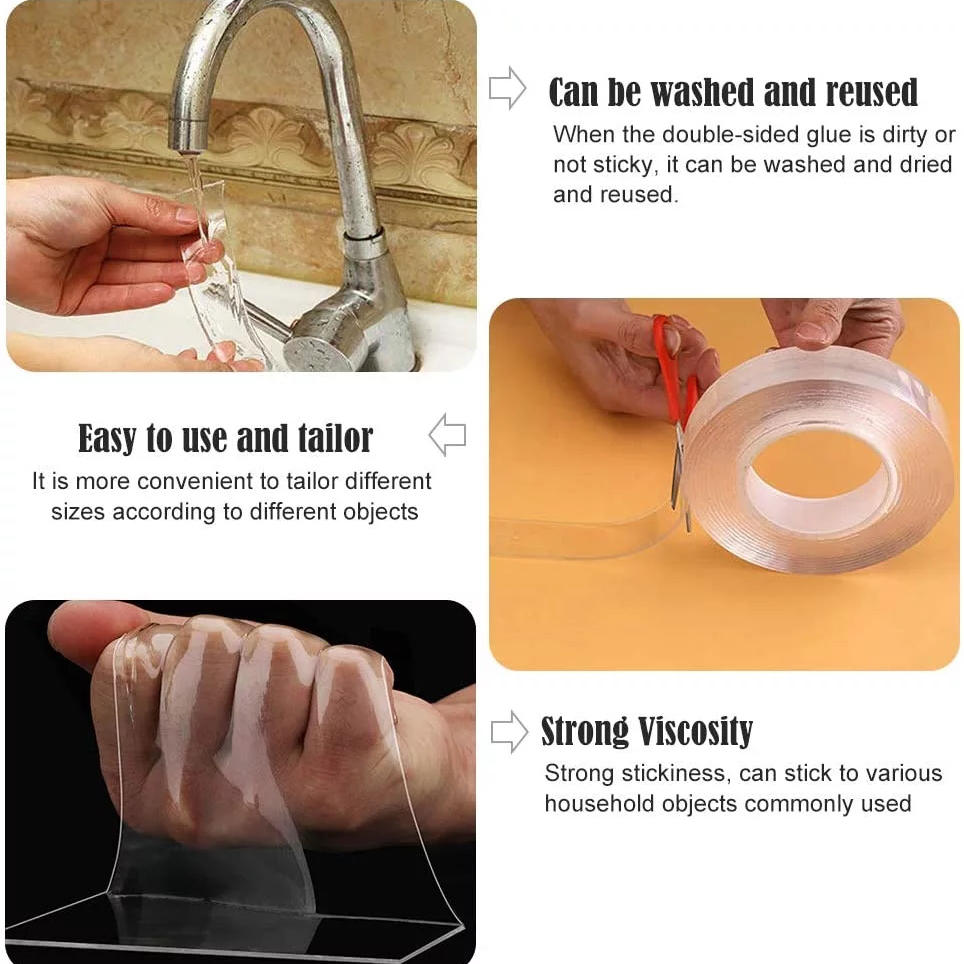 Can be washed and reused
When the double-sided glue is dirty or
not sticky, it can be washed and dried
and reused.
Easy to use and tailor
It is more convenient to tailor different
sizes according to different objects
Strong Viscosity
Strong stickiness, can stick to various
household objects commonly used